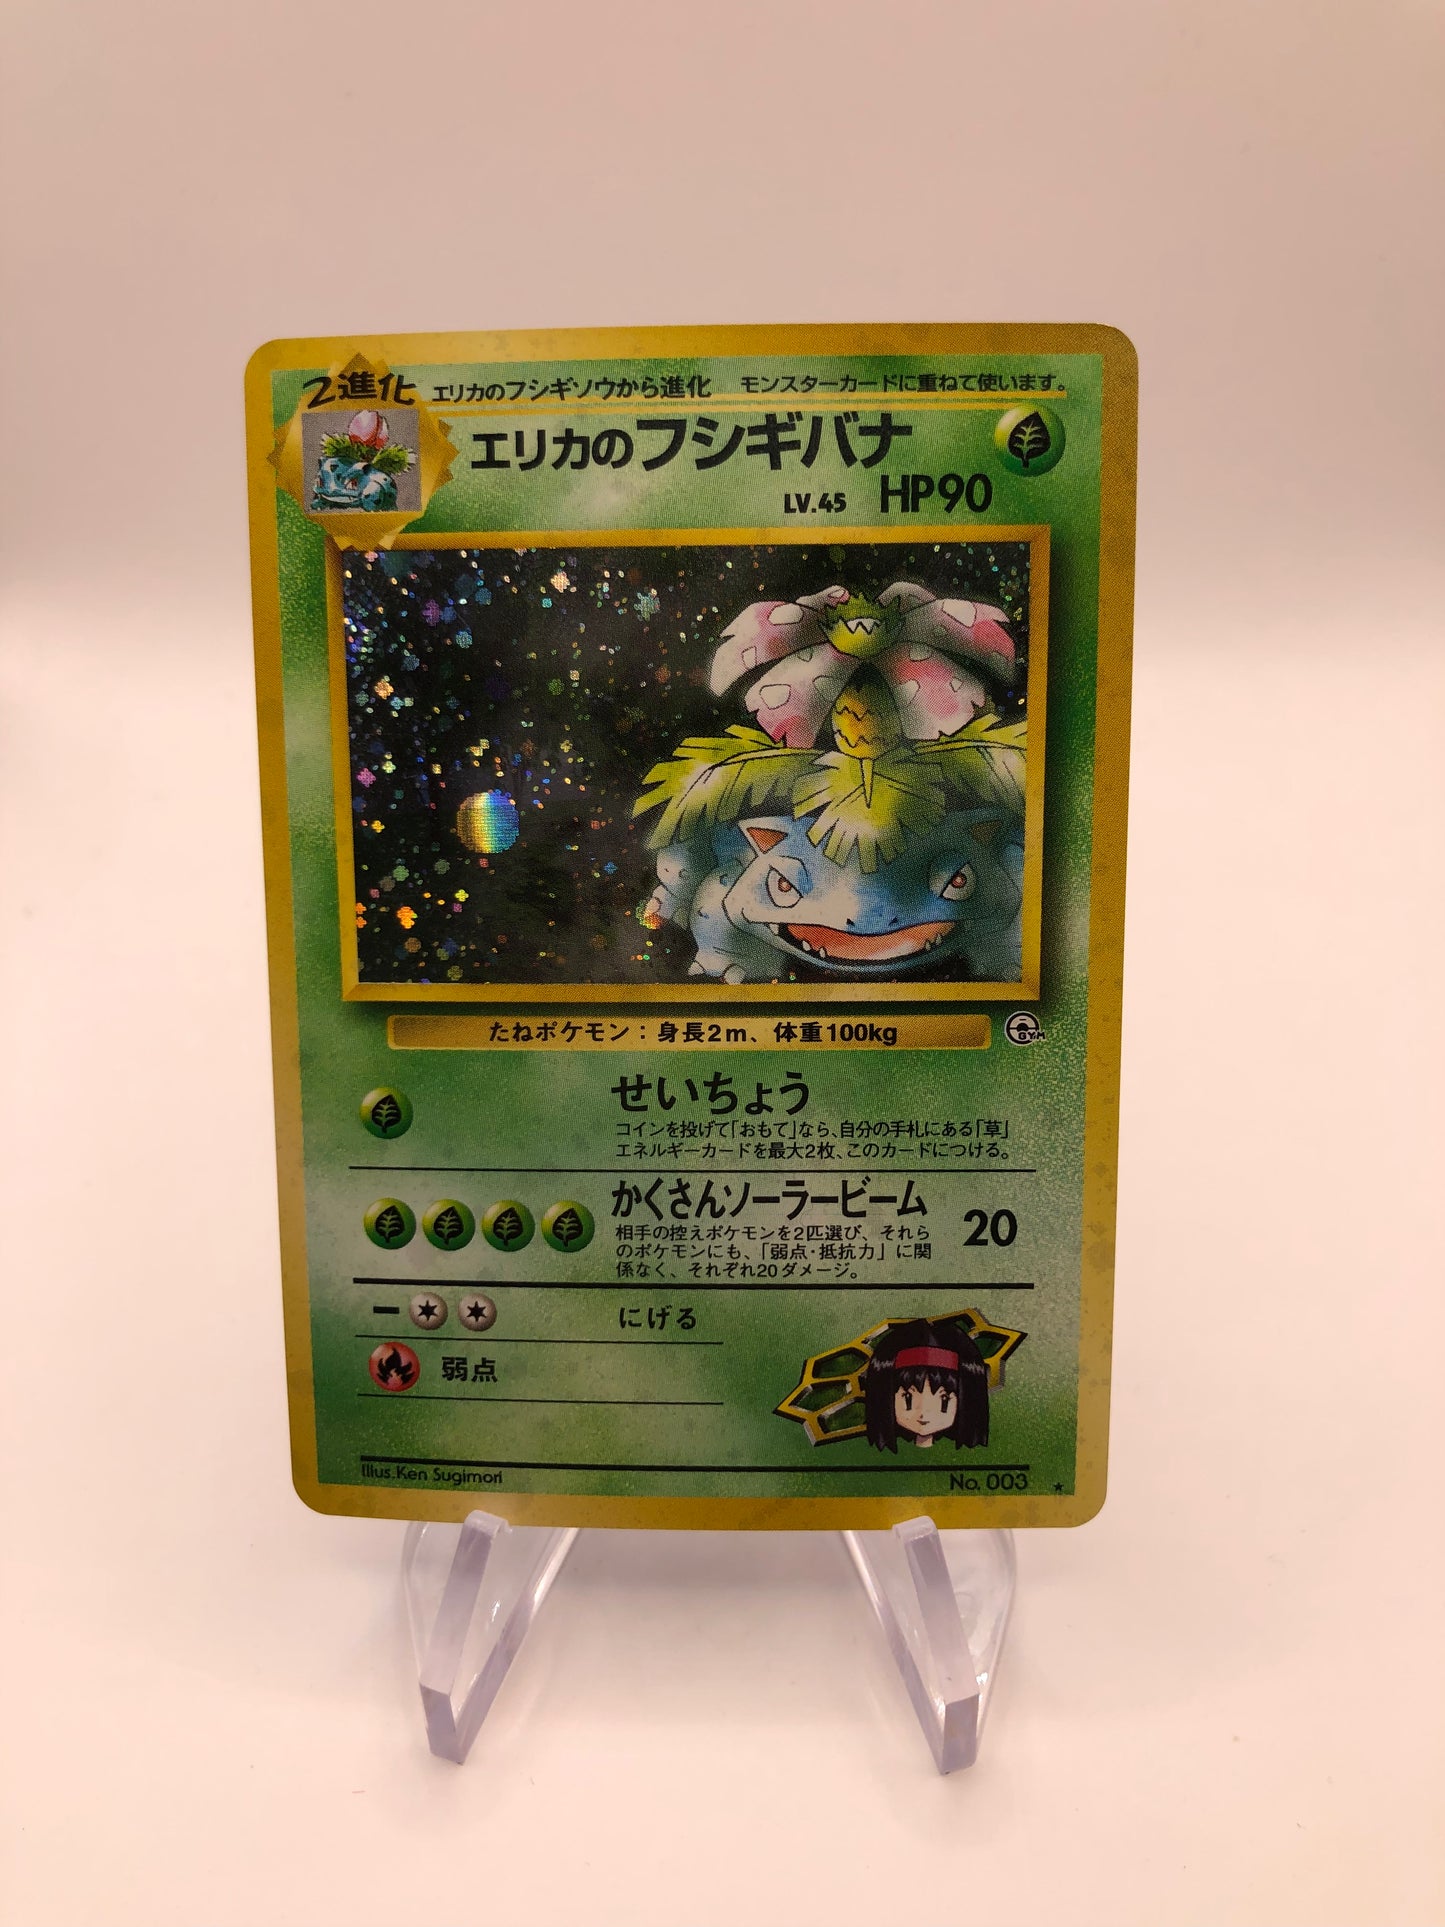 2進化 エリカのフシギソウから進化 モンスターカードに重ねて使います。
エリカのフシギバナ
LV.45 HP90
たねポケモン：身長2m、体重100kg
GYM
せいちょう
コインを投げて「おもて」なら、自分の手札にある「草」
エネルギーカードを最大2枚、このカードにつける。
かくさんソーラービーム 20
相手の控えポケモンを2匹選び、それら
のポケモンにも、「弱点・抵抗力」に関
係なく、それぞれ20ダメージ。
ー にげる
弱点
Illus.Ken Sugimori No. 003 ★